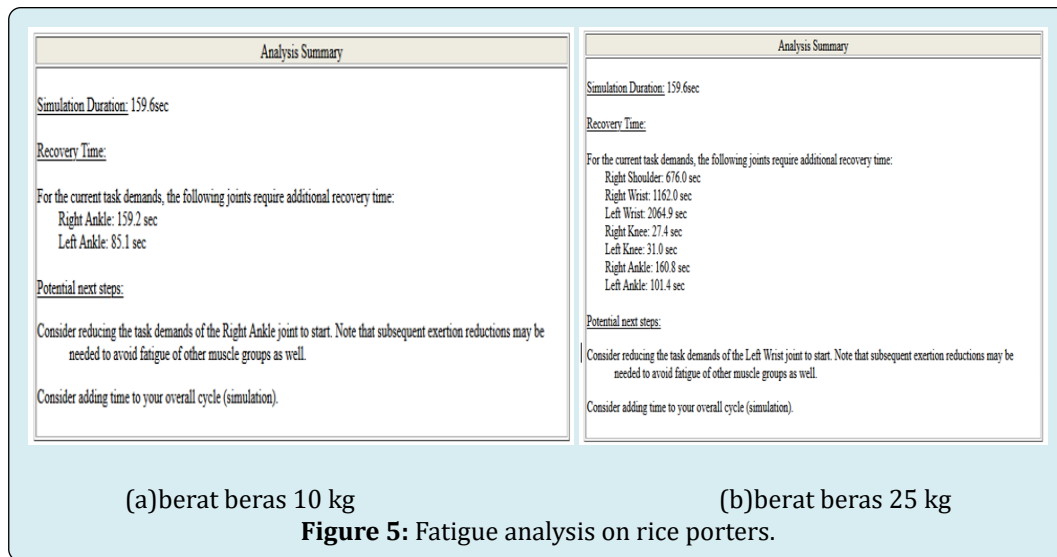 Analysis Summary
Simulation Duration: 159.6sec
Recovery Time:
For the current task demands, the following joints require additional recovery time:
Right Ankle: 159.2 sec
Left Ankle: 85.1 sec
Potential next steps:
Consider reducing the task demands of the Right Ankle joint to start. Note that subsequent exertion reductions may be
needed to avoid fatigue of other muscle groups as well.
Consider adding time to your overall cycle (simulation).
Analysis Summary
Simulation Duration: 159.6sec
Recovery Time:
For the current task demands, the following joints require additional recovery time:
Right Shoulder: 676.0 sec
Right Wrist: 1162.0 sec
Left Wrist: 2064.9 sec
Right Knee: 27.4 sec
Left Knee: 31.0 sec
Right Ankle: 160.8 sec
Left Ankle: 101.4 sec
Potential next steps:
Consider reducing the task demands of the Left Wrist joint to start. Note that subsequent exertion reductions may be
needed to avoid fatigue of other muscle groups as well.
Consider adding time to your overall cycle (simulation).
(a)berat beras 10 kg
(b)berat beras 25 kg
Figure 5: Fatigue analysis on rice porters.